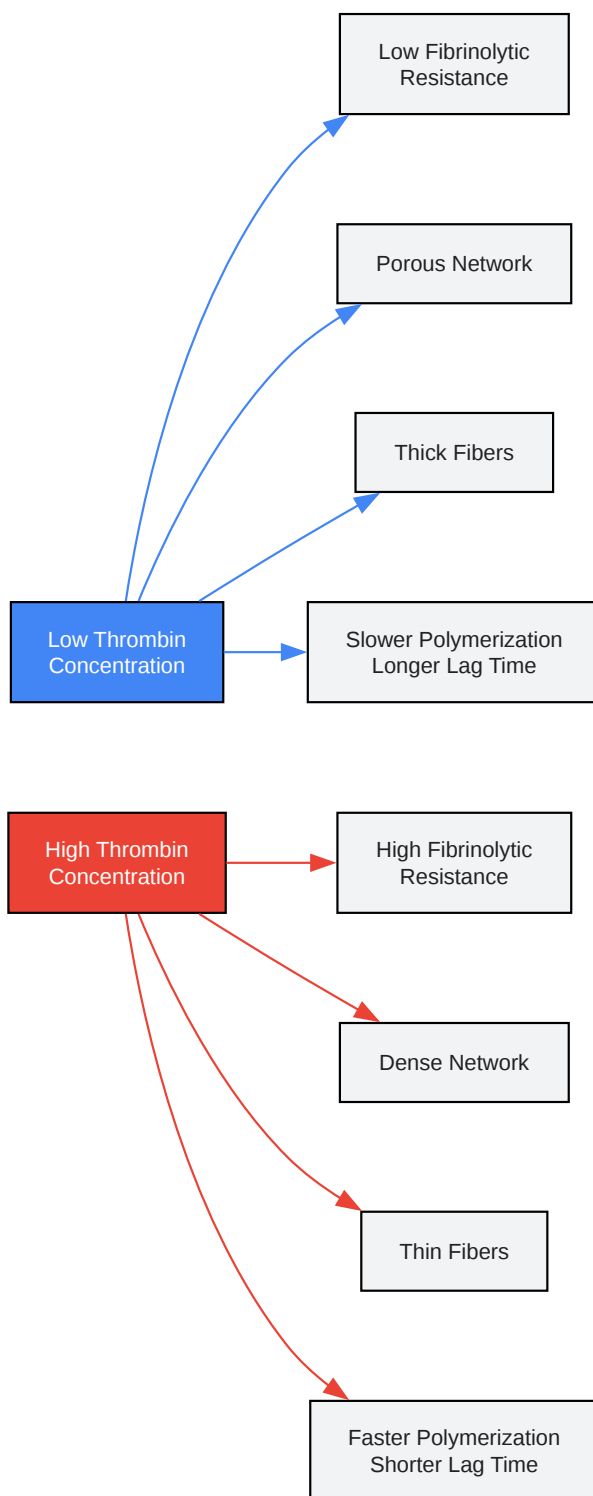 Low Fibrinolytic
Resistance
Porous Network
Thick Fibers
Low Thrombin
Concentration
Slower Polymerization
Longer Lag Time
High Thrombin
Concentration
High Fibrinolytic
Resistance
Dense Network
Thin Fibers
Faster Polymerization
Shorter Lag Time